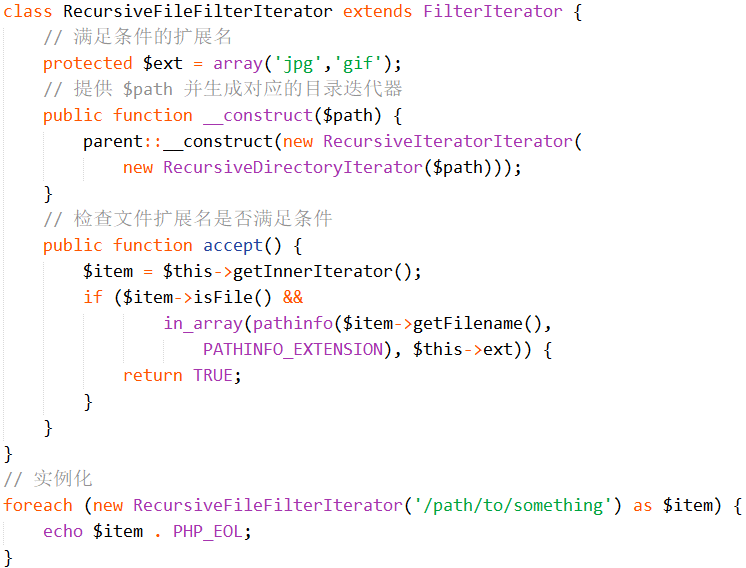 class RecursiveFileFilterIterator extends FilterIterator {
    // 满足条件的扩展名
    protected $ext = array('jpg','gif');
    // 提供 $path 并生成对应的目录迭代器
    public function __construct($path) {
        parent::__construct(new RecursiveIteratorIterator(
            new RecursiveDirectoryIterator($path)));
    }
    // 检查文件扩展名是否满足条件
    public function accept() {
        $item = $this->getInnerIterator();
        if ($item->isFile() &&
                in_array(pathinfo($item->getFilename(),
                    PATHINFO_EXTENSION), $this->ext)) {
            return TRUE;
        }
    }
}
// 实例化
foreach (new RecursiveFileFilterIterator('/path/to/something') as $item) {
    echo $item . PHP_EOL;
}